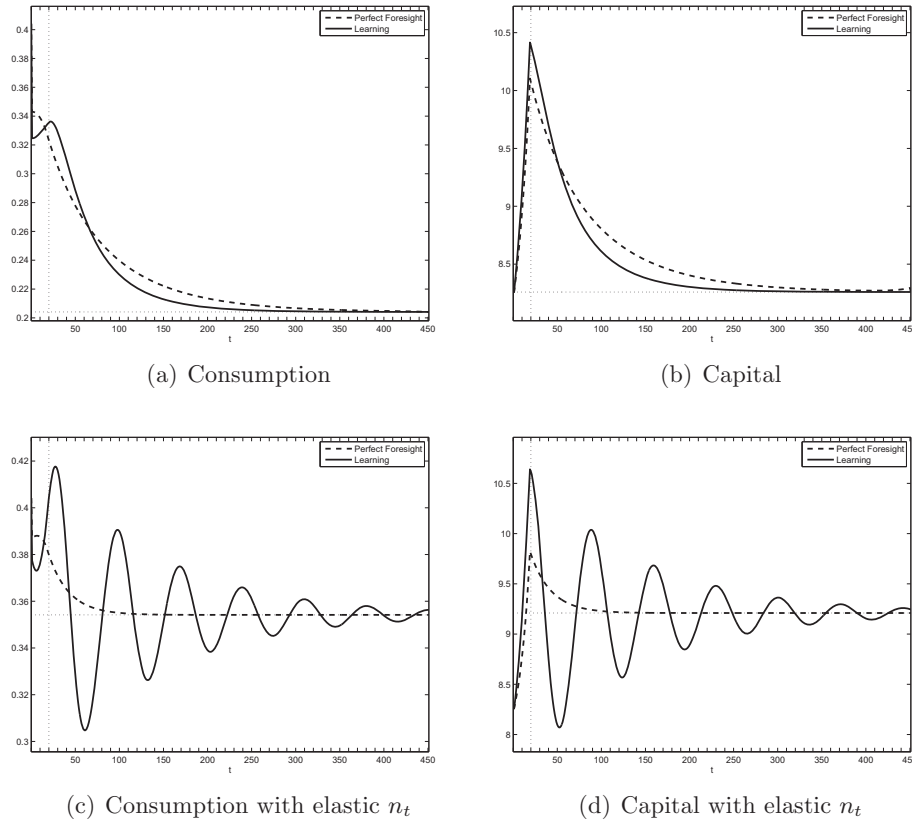 Perfect Foresight
Learning
0.4
0.38
0.36
0.34
0.32
0.3
0.28
0.26
0.24
0.22
0.2
50 100 150 200 250 300 350 400 450
t
(a) Consumption
Perfect Foresight
Learning
10.5
10
9.5
9
8.5
50 100 150 200 250 300 350 400 450
t
(b) Capital
Perfect Foresight
Learning
0.42
0.4
0.38
0.36
0.34
0.32
0.3
50 100 150 200 250 300 350 400 450
t
(c) Consumption with elastic nₜ
Perfect Foresight
Learning
10.5
10
9.5
9
8.5
8
50 100 150 200 250 300 350 400 450
t
(d) Capital with elastic nₜ